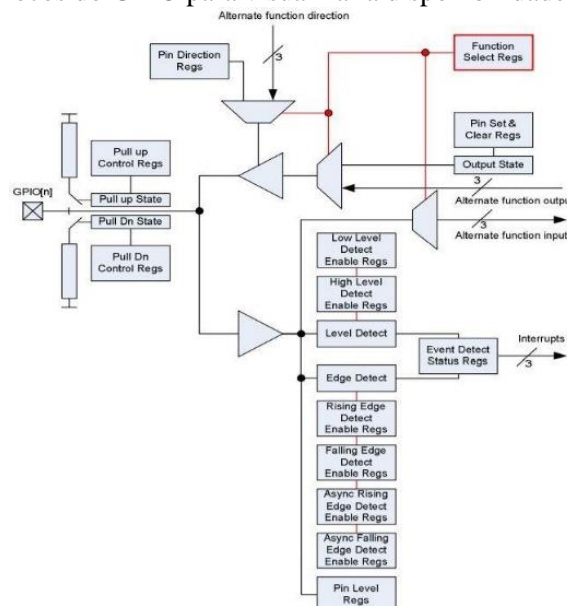 Alternate function direction
3
Pin Direction
Regs
Function
Select Regs
Pin Set &
Clear Regs
Output State
Pull up
Control Regs
Pull up State
GPIO[n]
Pull Dn State
Pull Dn
Control Regs
3
Alternate function output
3
Alternate function input
Low Level
Detect
Enable Regs
High Level
Detect
Enable Regs
Level Detect
Event Detect
Status Regs
Interrupts
3
Edge Detect
Rising Edge
Detect
Enable Regs
Falling Edge
Detect
Enable Regs
Async Rising
Edge Detect
Enable Regs
Async Falling
Edge Detect
Enable Regs
Pin Level
Regs